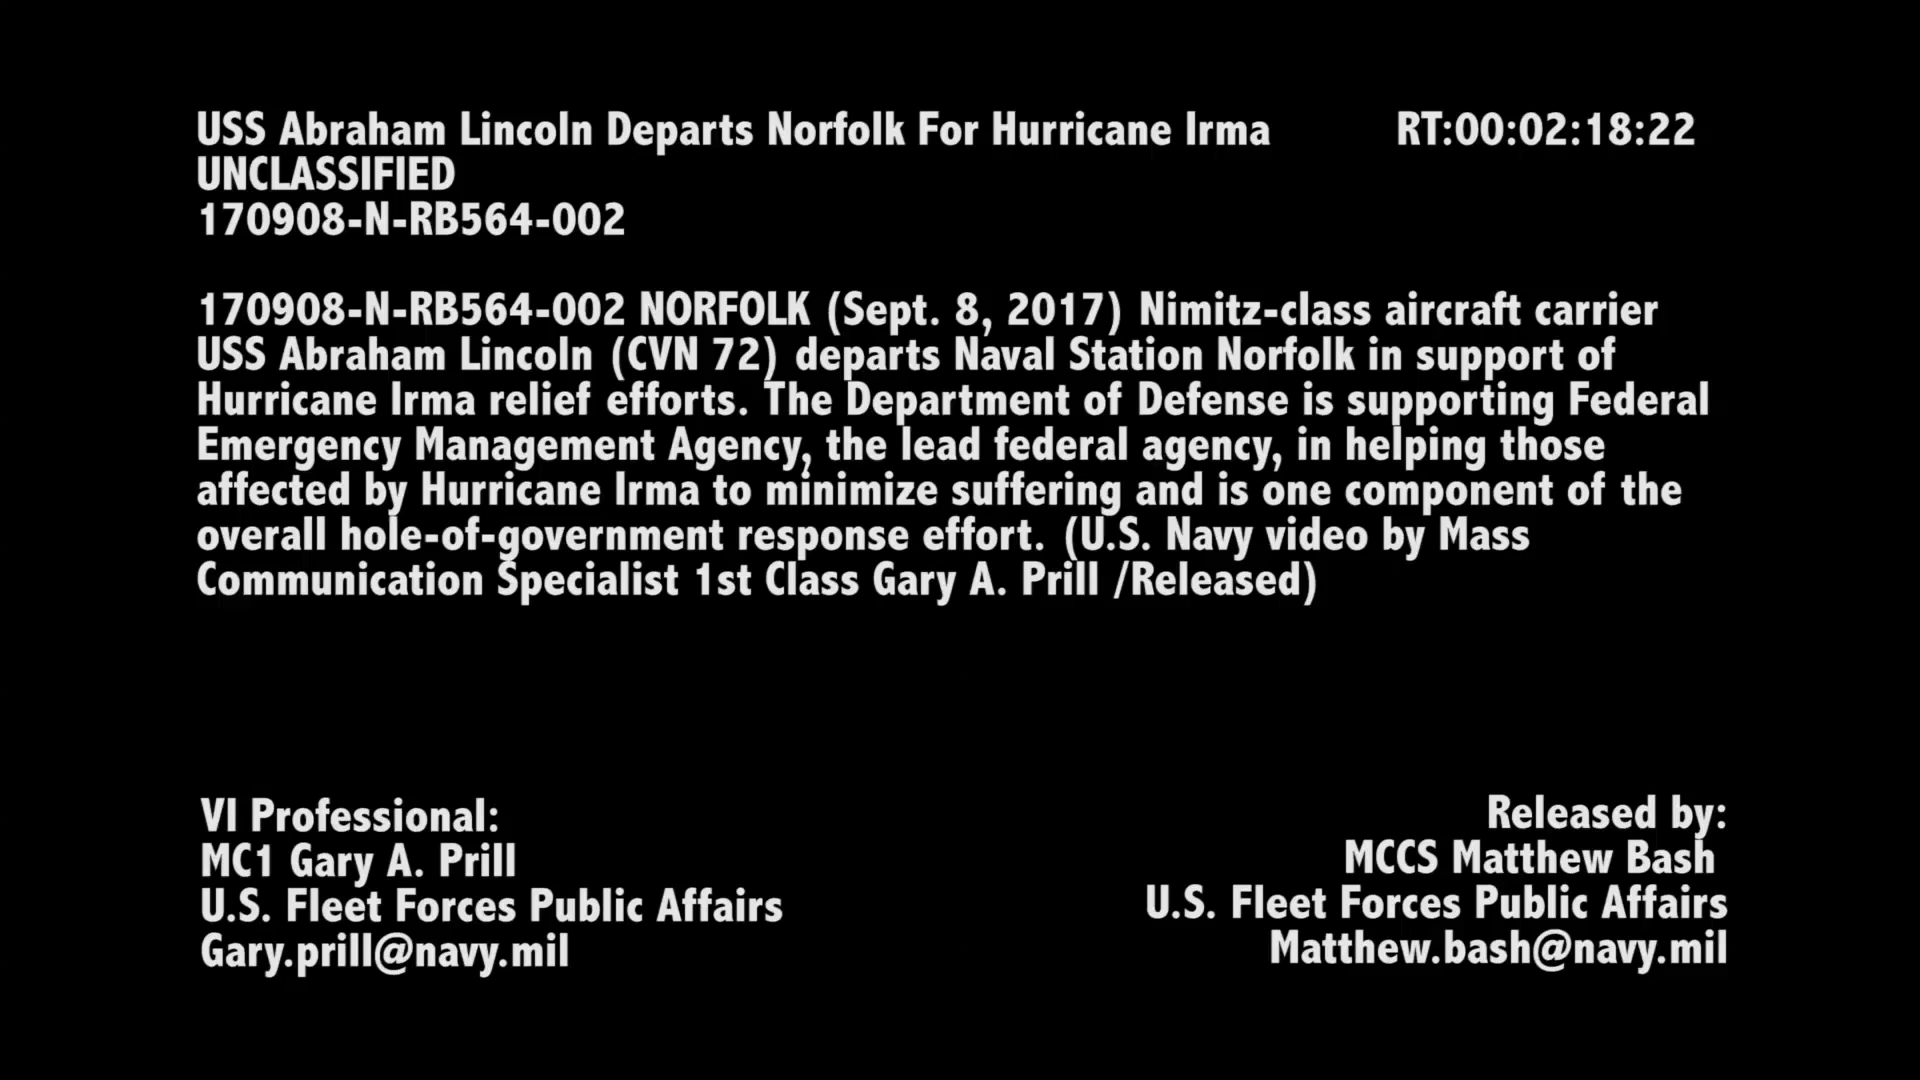 USS Abraham Lincoln Departs Norfolk For Hurricane Irma RT:00:02:18:22
UNCLASSIFIED
170908-N-RB564-002
170908-N-RB564-002 NORFOLK (Sept. 8, 2017) Nimitz-class aircraft carrier
USS Abraham Lincoln (CVN 72) departs Naval Station Norfolk in support of
Hurricane Irma relief efforts. The Department of Defense is supporting Federal
Emergency Management Agency, the lead federal agency, in helping those
affected by Hurricane Irma to minimize suffering and is one component of the
overall hole-of-government response effort. (U.S. Navy video by Mass
Communication Specialist 1st Class Gary A. Prill /Released)
VI Professional:
MC1 Gary A. Prill
U.S. Fleet Forces Public Affairs
Gary.prill@navy.mil
Released by:
MCCS Matthew Bash
U.S. Fleet Forces Public Affairs
Matthew.bash@navy.mil